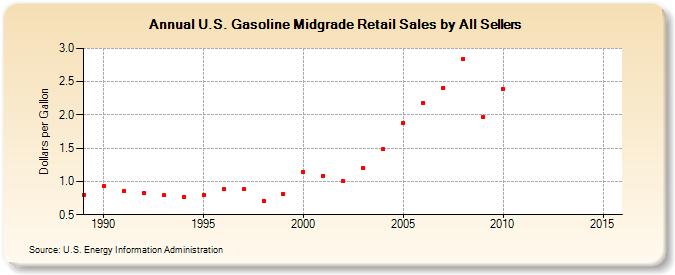 Annual U.S. Gasoline Midgrade Retail Sales by All Sellers
Dollars per Gallon
3.0
2.5
2.0
1.5
1.0
0.5
1990 1995 2000 2005 2010 2015
Source: U.S. Energy Information Administration